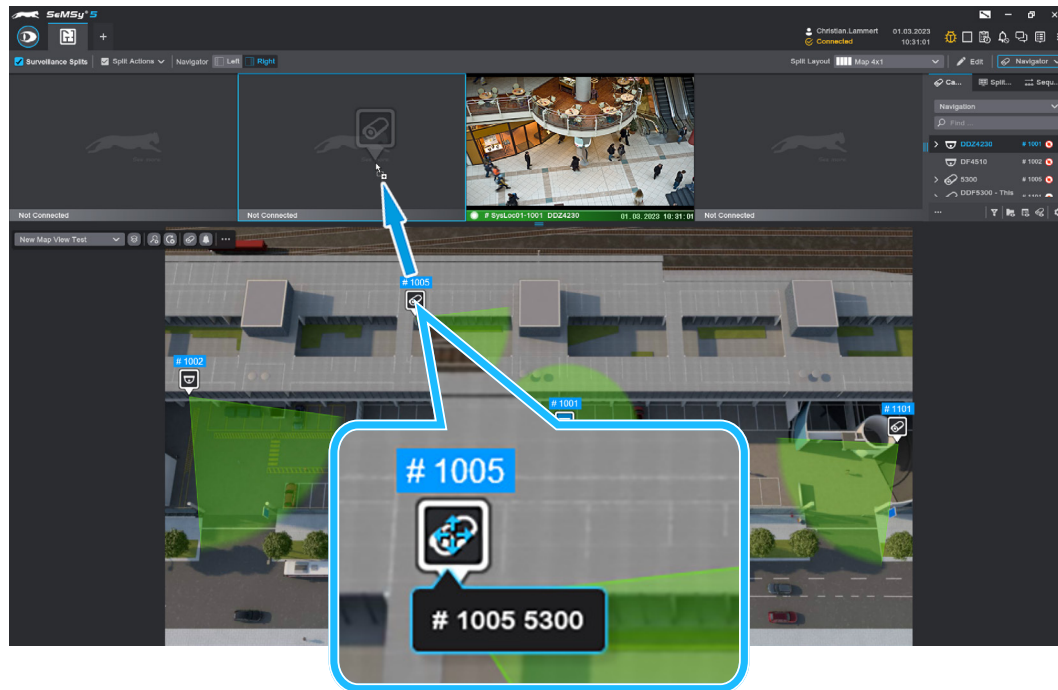 SeMSy® 5
+
Christian.Lammert
Connected
01.03.2023
10:31:01
Surveillance Splits
Split Actions
Navigator
Left
Right
Split Layout
Map 4x1
Edit
Navigator
Ca...
Split...
Sequ...
Navigation
Find ...
DDZ4230
# 1001
DF4510
# 1002
5300
# 1005
DDF5300 - This
Not Connected
Not Connected
# SysLoc01-1001 DDZ4230
01.03.2023 10:31:01
Not Connected
...
New Map View Test
...
# 1005
# 1002
# 1001
# 1101
# 1005
# 1005 5300